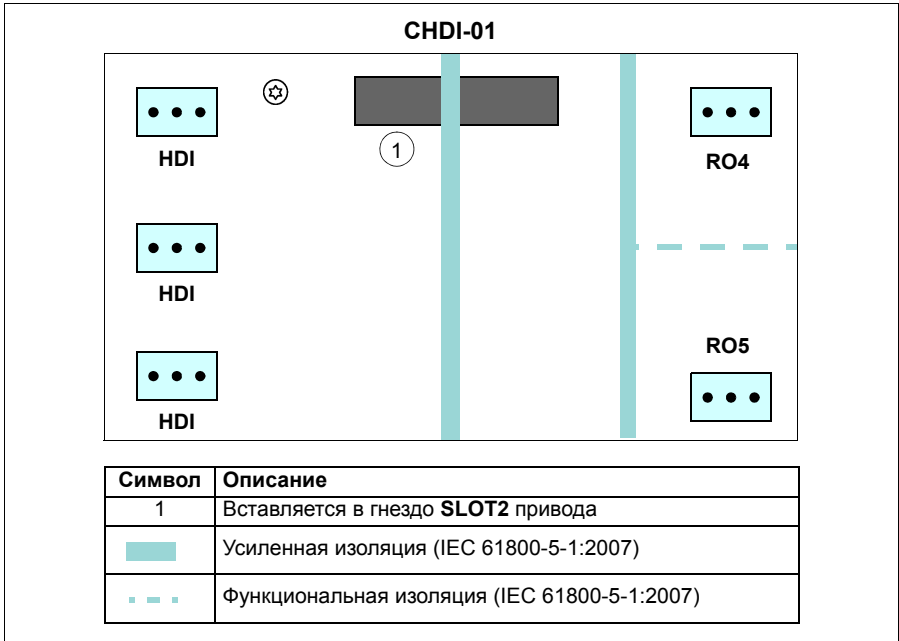 CHDI-01
HDI
1
RO4
HDI
RO5
HDI
Символ Описание
1 Вставляется в гнездо SLOT2 привода
Усиленная изоляция (IEC 61800-5-1:2007)
Функциональная изоляция (IEC 61800-5-1:2007)